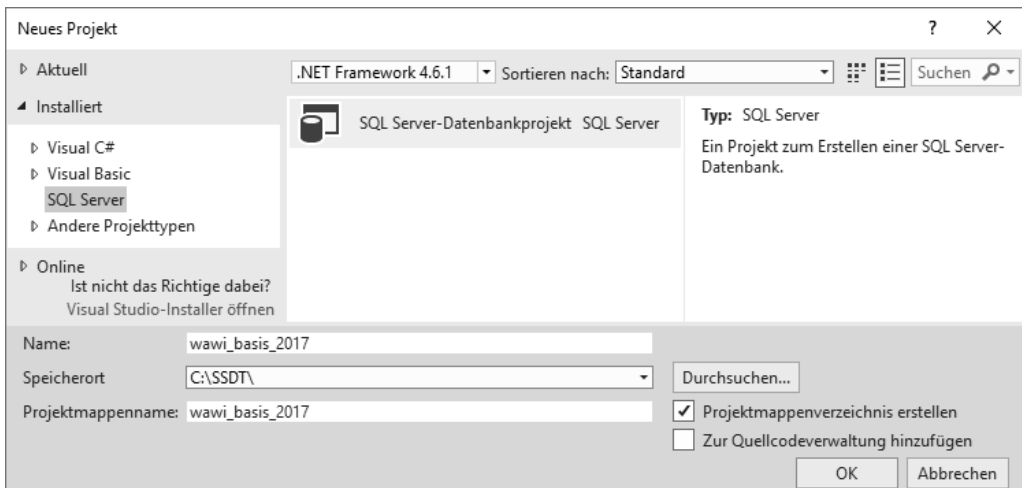 Neues Projekt
?
Aktuell
.NET Framework 4.6.1
Sortieren nach: Standard
Suchen
Installiert
Visual C#
Visual Basic
SQL Server
Andere Projekttypen
Online
Ist nicht das Richtige dabei?
Visual Studio-Installer öffnen
SQL Server-Datenbankprojekt SQL Server
Typ: SQL Server
Ein Projekt zum Erstellen einer SQL Server-
Datenbank.
Name: wawi_basis_2017
Speicherort C:\SSDT\
Durchsuchen...
Projektmappenname: wawi_basis_2017
Projektmappenverzeichnis erstellen
Zur Quellcodeverwaltung hinzufügen
OK
Abbrechen